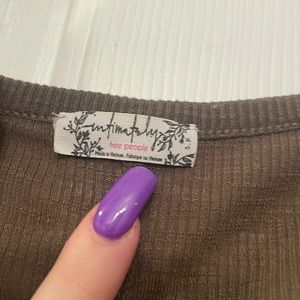 intimately
free people
Made in Vietnam. Fabriqué au Vietnam
S.P